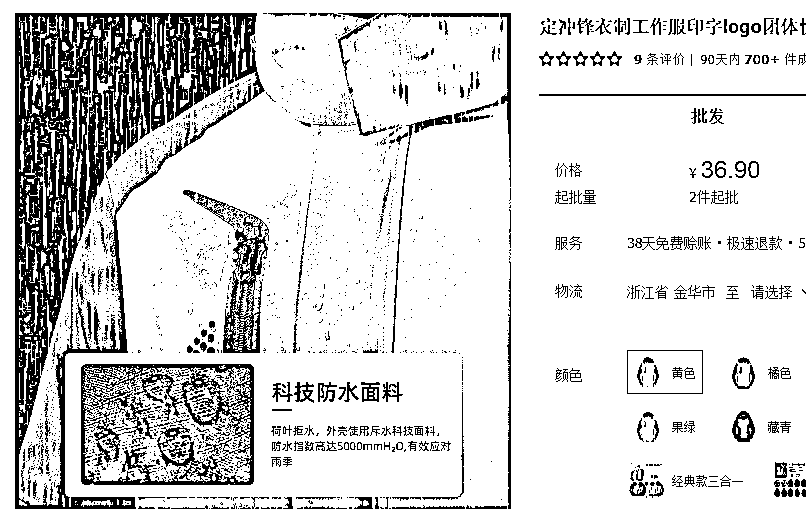 定冲锋衣制工作服印字logo团体
9 条评价 | 90天内 700+ 件
批发
价格 ¥36.90
起批量 2件起批
服务 38天免费赊账・极速退款・5
物流 浙江省 金华市 至 请选择
颜色 黄色 橘色
果绿 藏青
经典款三合一
科技防水面料
荷叶拒水，外壳使用斥水科技面料，
防水指数高达5000mmH₂O,有效应对
雨季